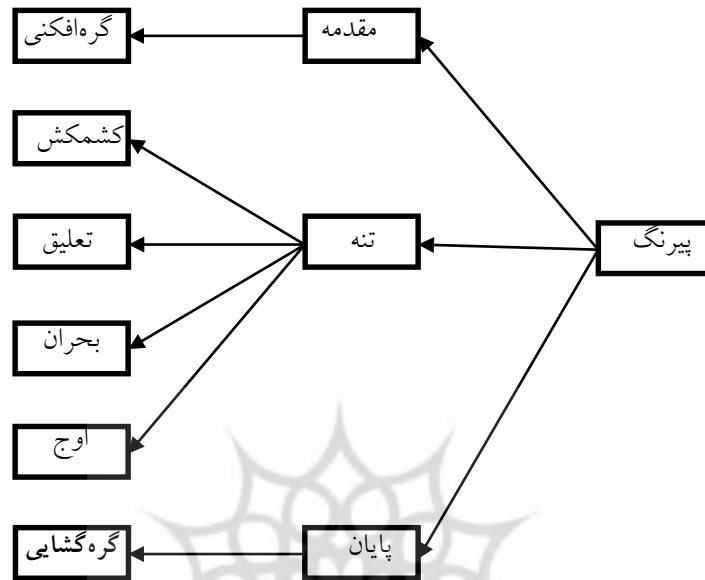 پیرنگ
مقدمه
گره‌افکنی
تنه
کشمکش
تعلیق
بحران
اوج
پایان
گره‌گشایی